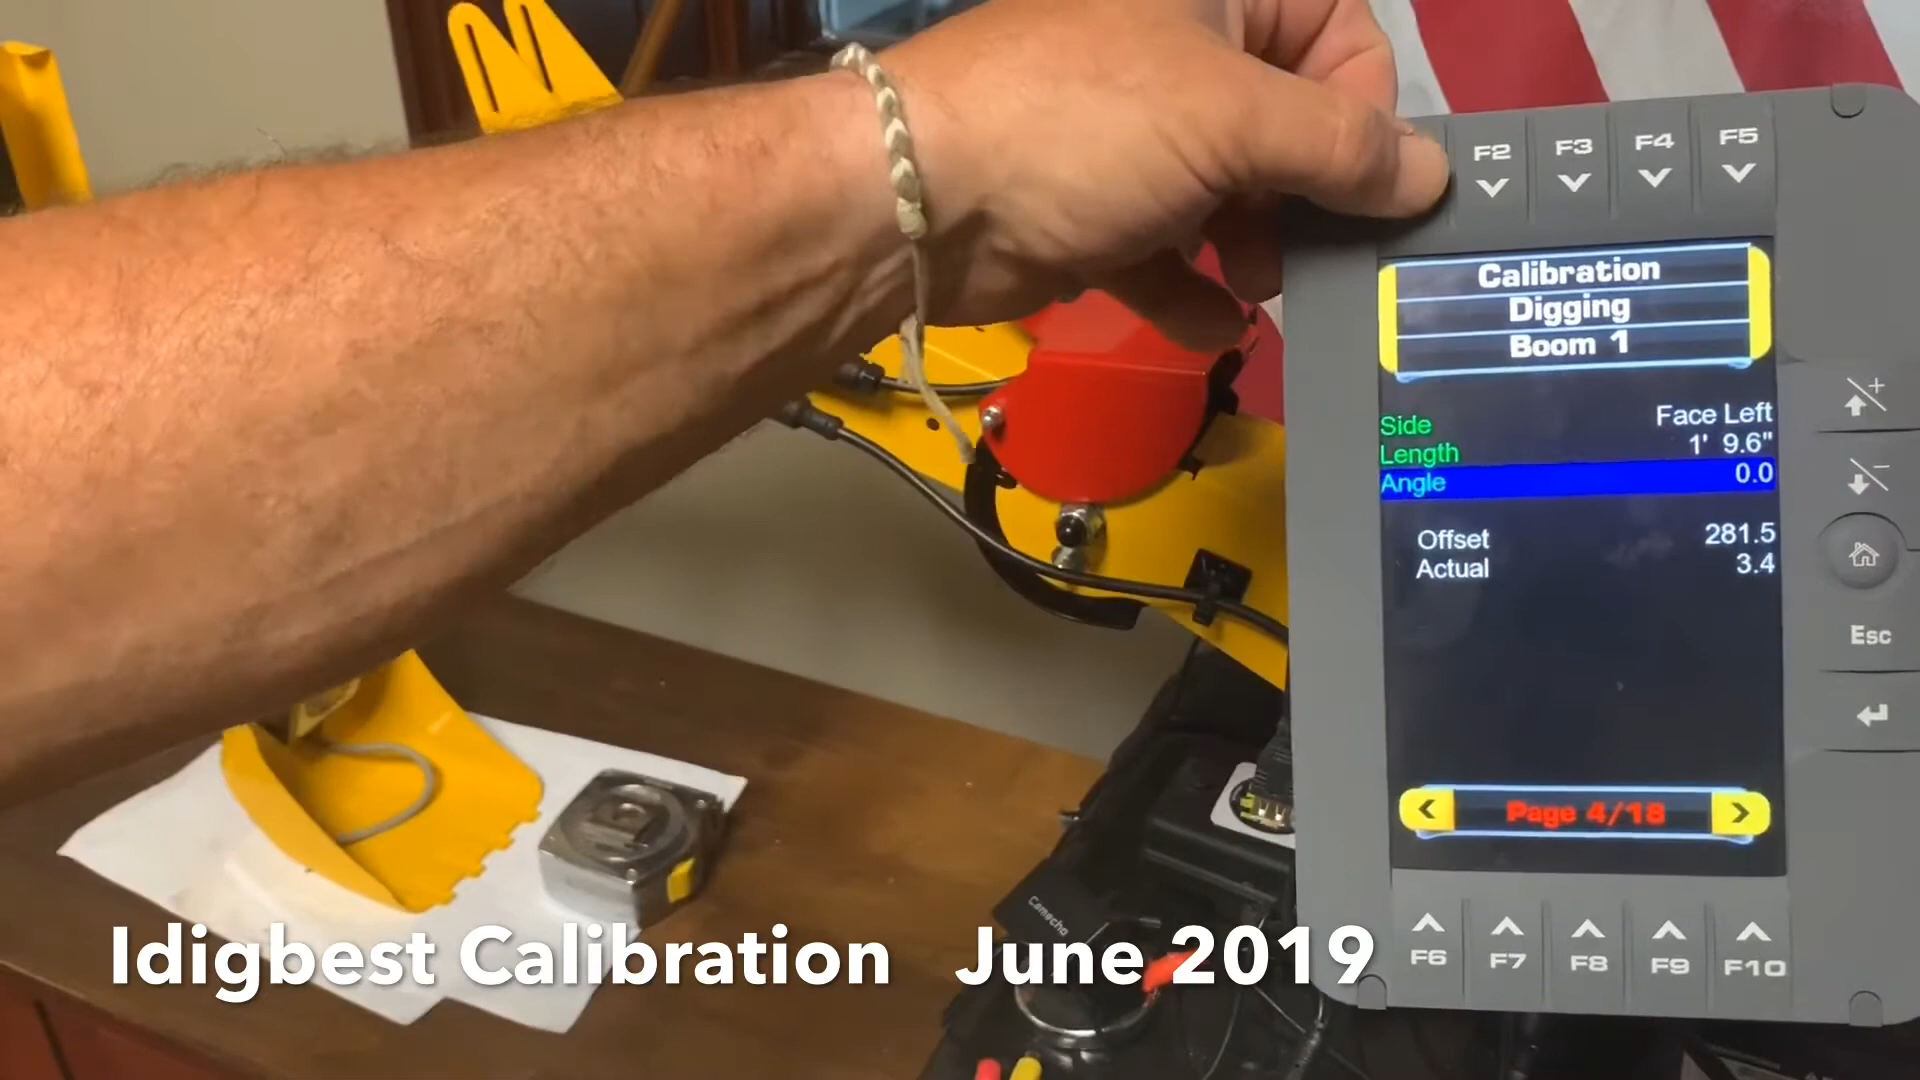 F2 F3 F4 F5
Calibration
Digging
Boom 1
Side Face Left
Length 1' 9.6"
Angle 0.0
Offset 281.5
Actual 3.4
Esc
Page 4/18
F6 F7 F8 F9 F10
Camacho
Idigbest Calibration June 2019